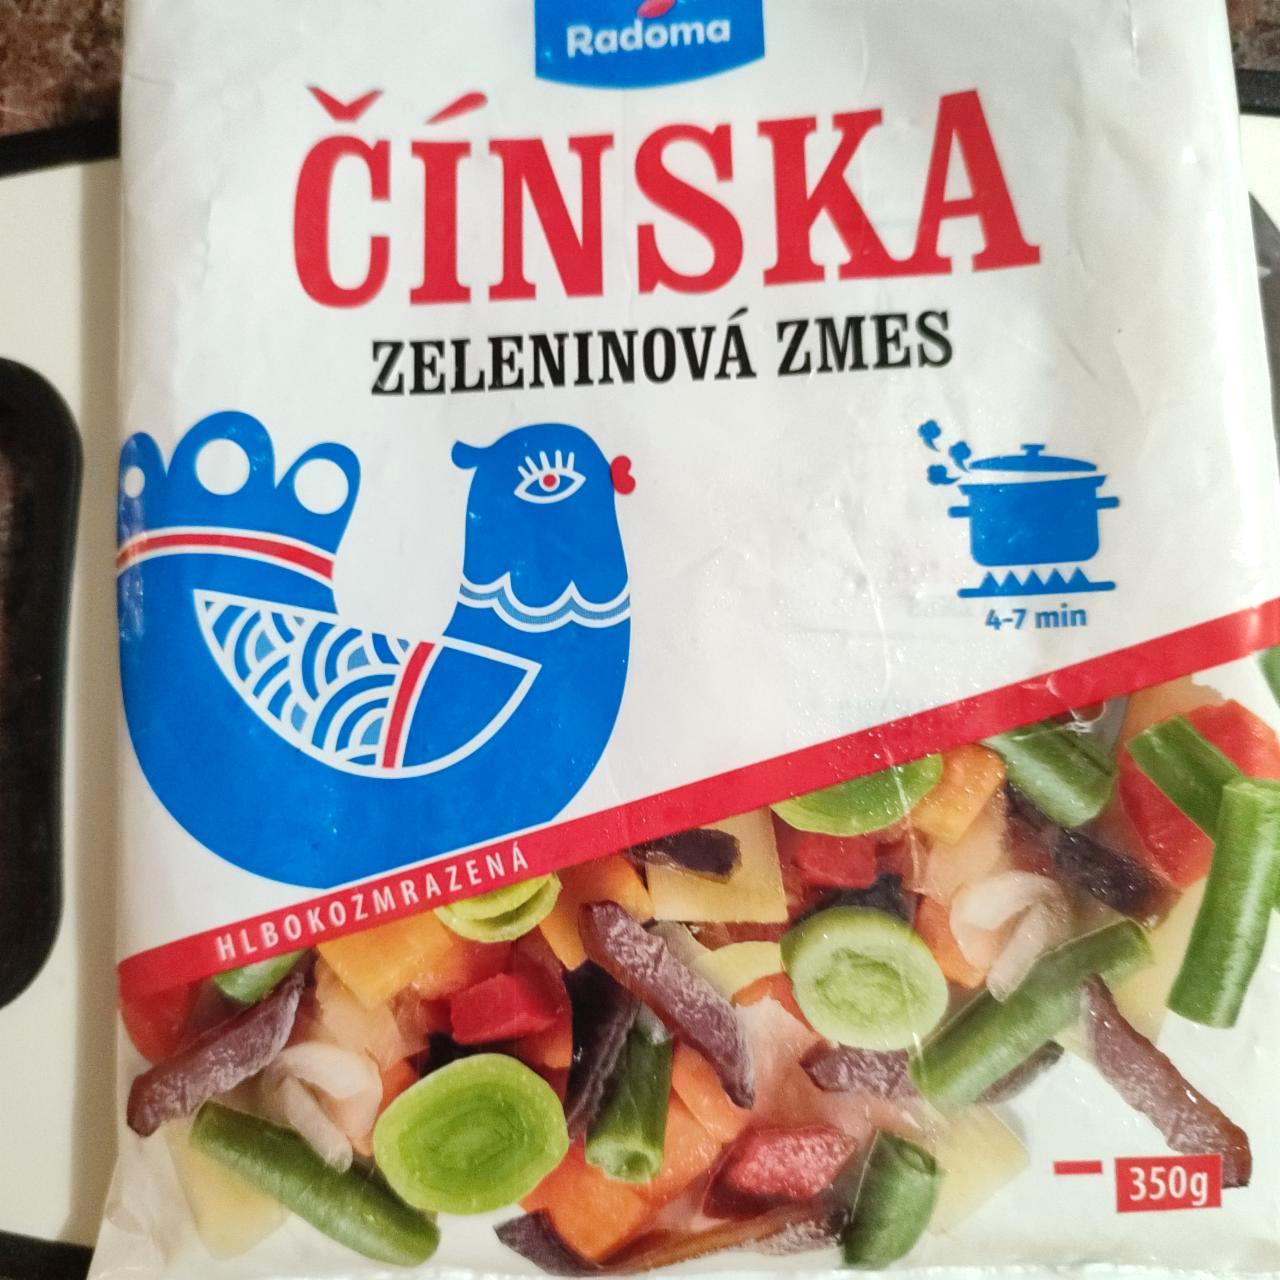 Radoma
ČÍNSKA
ZELENINOVÁ ZMES
4-7 min
HLBOKOZMRAZENÁ
350g